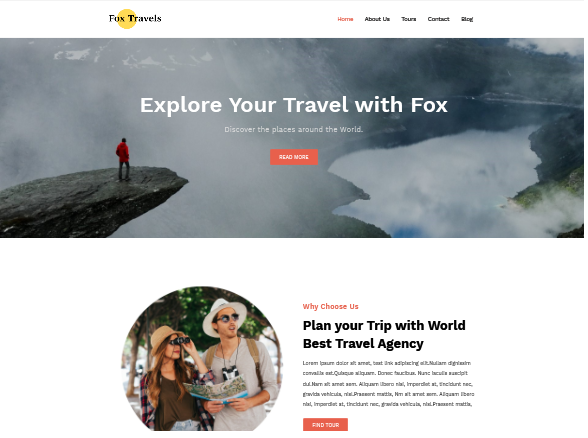 Fox Travels
Home About Us Tours Contact Blog
Explore Your Travel with Fox
Discover the places around the World.
READ MORE
Why Choose Us
Plan your Trip with World
Best Travel Agency
Lorem ipsum dolor sit amet, test link adipiscing elit.Nullam dignissim
convallis est.Quisque aliquam. Donec faucibus. Nunc iaculis suscipit
dui.Nam sit amet sem. Aliquam libero nisi, imperdiet at, tincidunt nec,
gravida vehicula, nisl.Praesent mattis, Nm sit amet sem. Aliquam libero
nisi, imperdiet at, tincidunt nec, gravida vehicula, nisl.Praesent mattis,
FIND TOUR